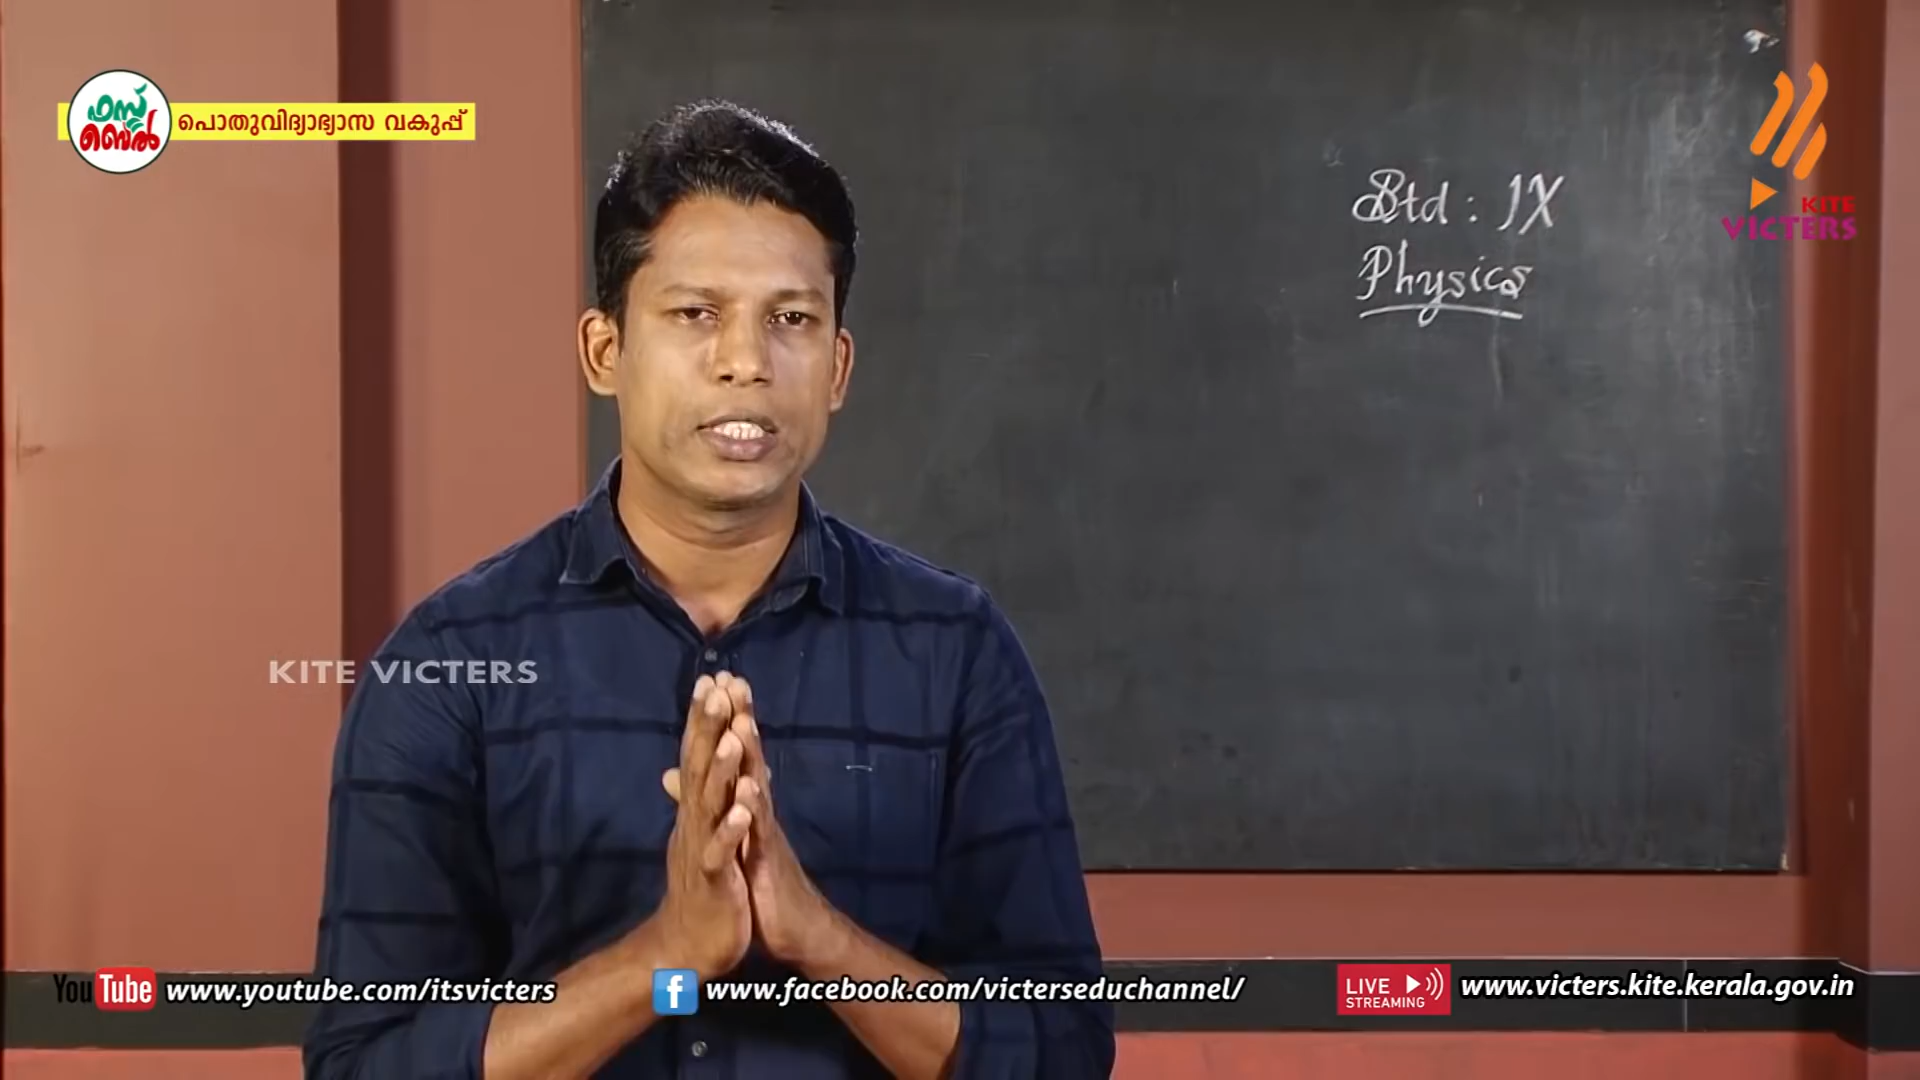 ഫസ്റ്റ്
ബെൽ
പൊതുവിദ്യാഭ്യാസ വകുപ്പ്
Std : IX
Physics
KITE
VICTERS
KITE VICTERS
YouTube www.youtube.com/itsvicters
f www.facebook.com/victerseduchannel/
LIVE
STREAMING
www.victers.kite.kerala.gov.in